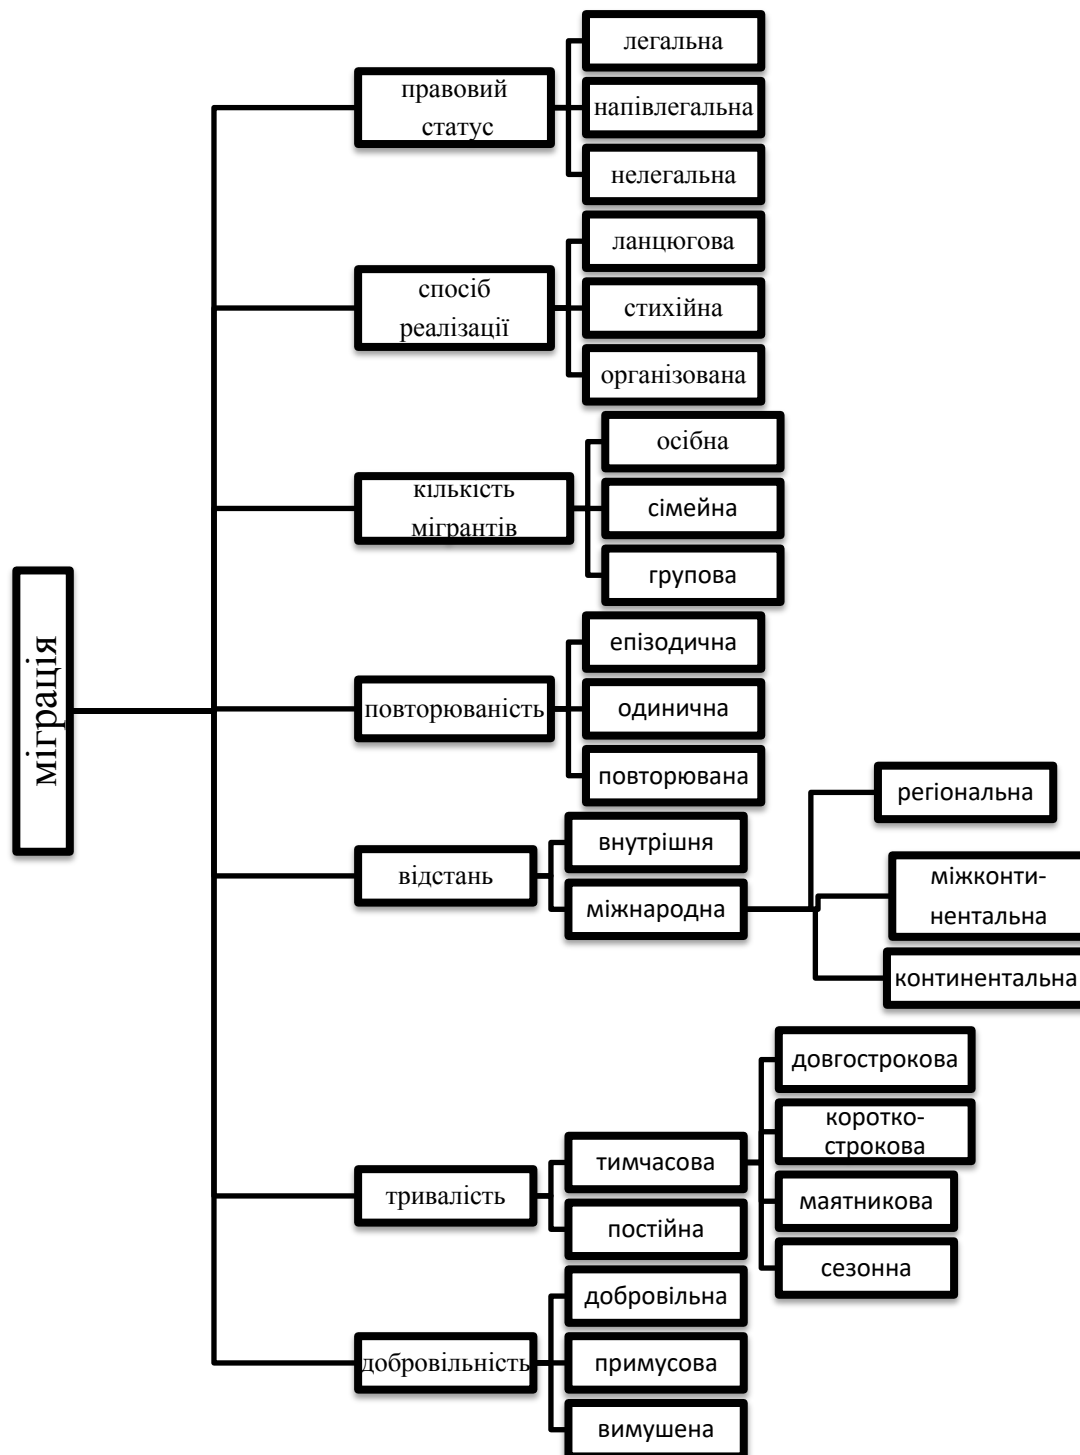 міграція
правовий
статус
легальна
напівлегальна
нелегальна
спосіб
реалізації
ланцюгова
стихійна
організована
кількість
мігрантів
осібна
сімейна
групова
повторюваність
епізодична
одинична
повторювана
відстань
внутрішня
міжнародна
регіональна
міжконти-
нентальна
континентальна
тривалість
тимчасова
довгострокова
коротко-
строкова
маятникова
сезонна
постійна
добровільність
добровільна
примусова
вимушена